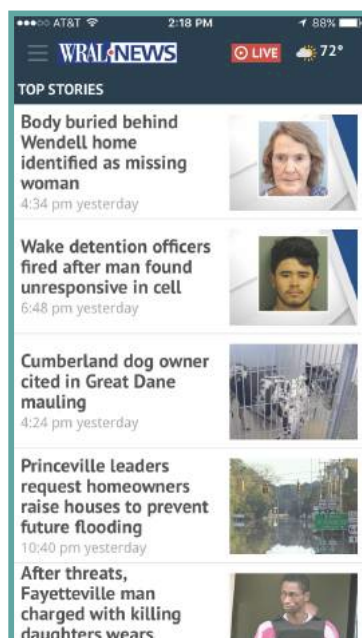 AT&T 2:18 PM 88%
WRAL NEWS LIVE 72°
TOP STORIES
Body buried behind
Wendell home
identified as missing
woman
4:34 pm yesterday
Wake detention officers
fired after man found
unresponsive in cell
6:48 pm yesterday
Cumberland dog owner
cited in Great Dane
mauling
4:24 pm yesterday
Princeville leaders
request homeowners
raise houses to prevent
future flooding
10:40 pm yesterday
After threats,
Fayetteville man
charged with killing
daughters wears